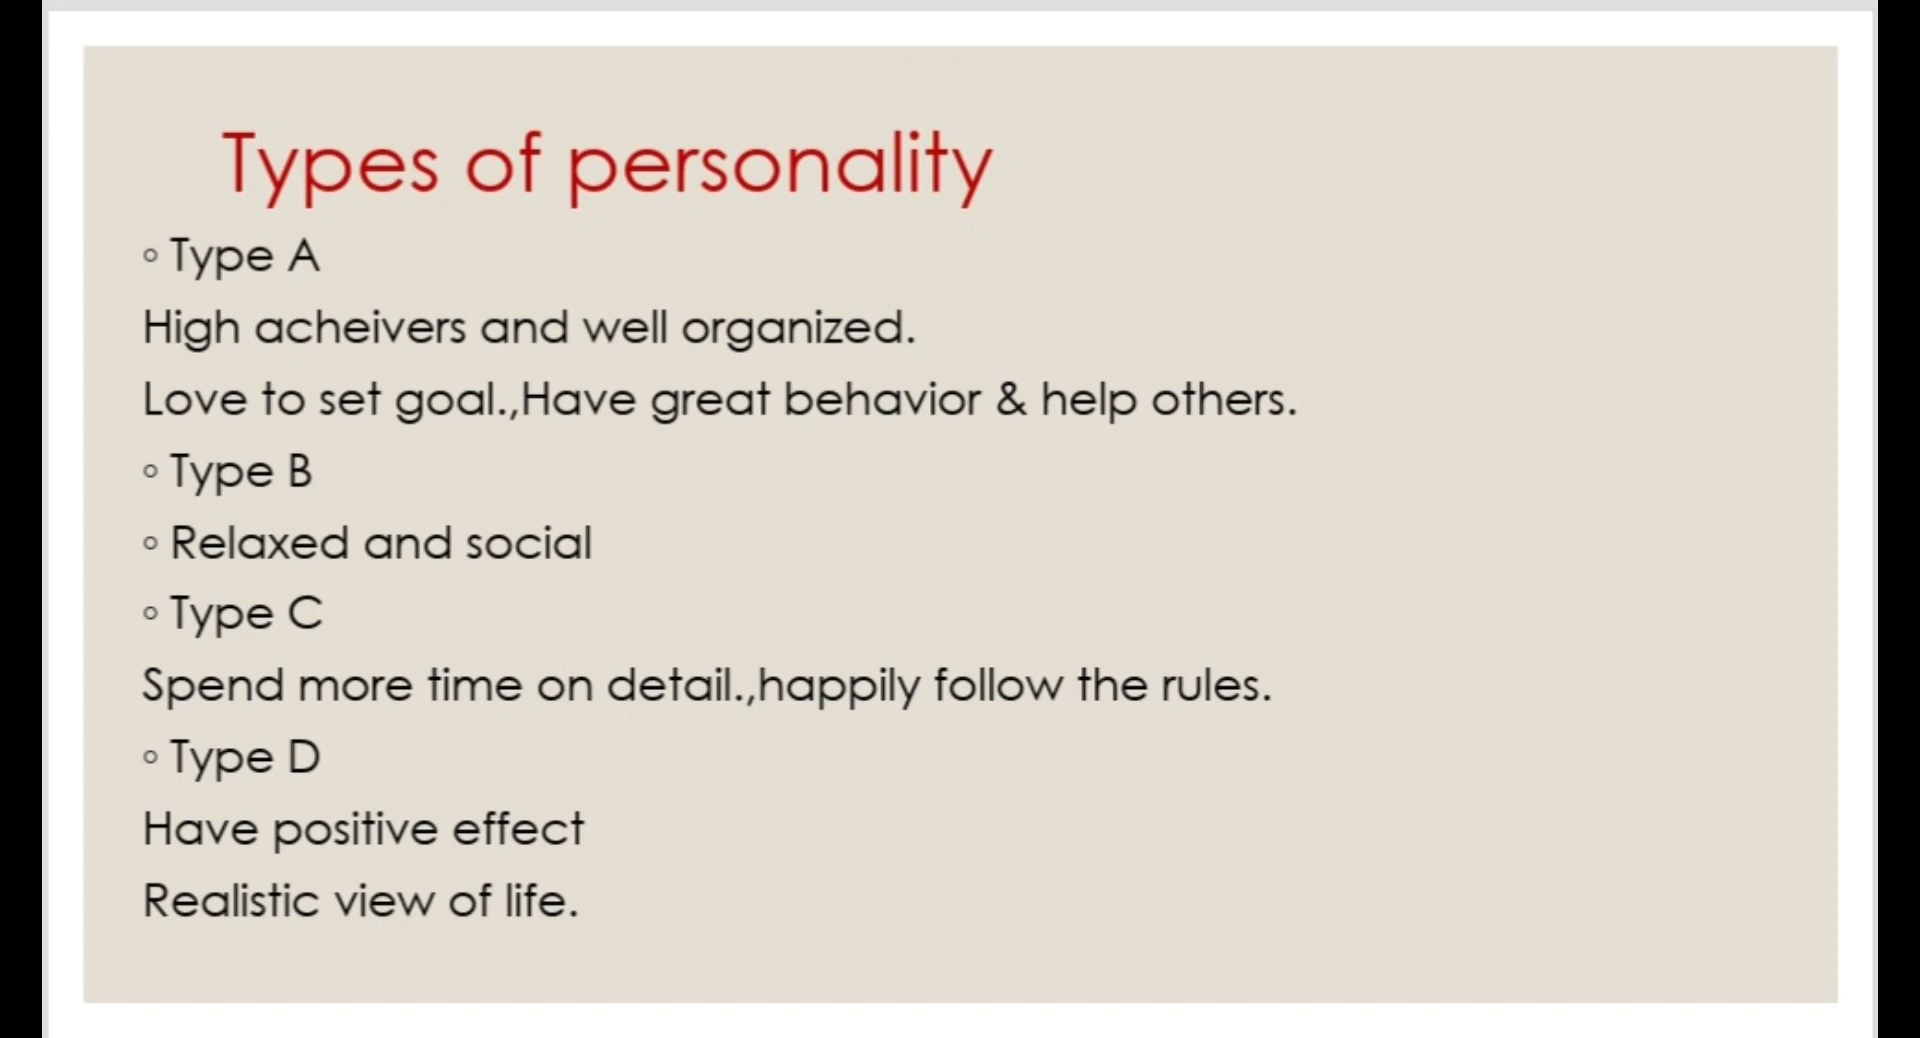 Types of personality
◦ Type A
High acheivers and well organized.
Love to set goal.,Have great behavior & help others.
◦ Type B
◦ Relaxed and social
◦ Type C
Spend more time on detail.,happily follow the rules.
◦ Type D
Have positive effect
Realistic view of life.